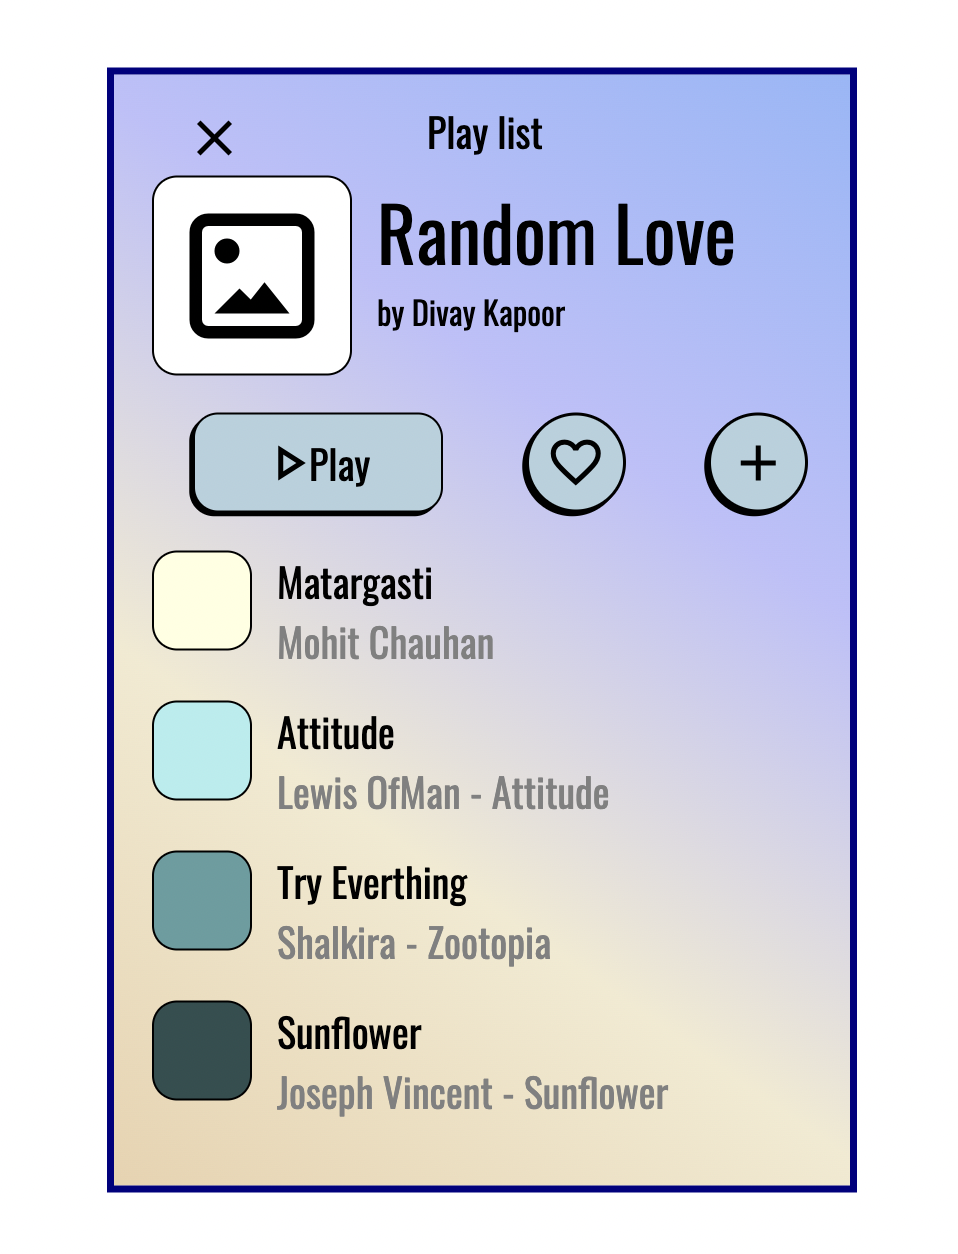 Play list
Random Love
by Divay Kapoor
Play
Matargasti
Mohit Chauhan
Attitude
Lewis OfMan - Attitude
Try Everthing
Shalkira - Zootopia
Sunflower
Joseph Vincent - Sunflower